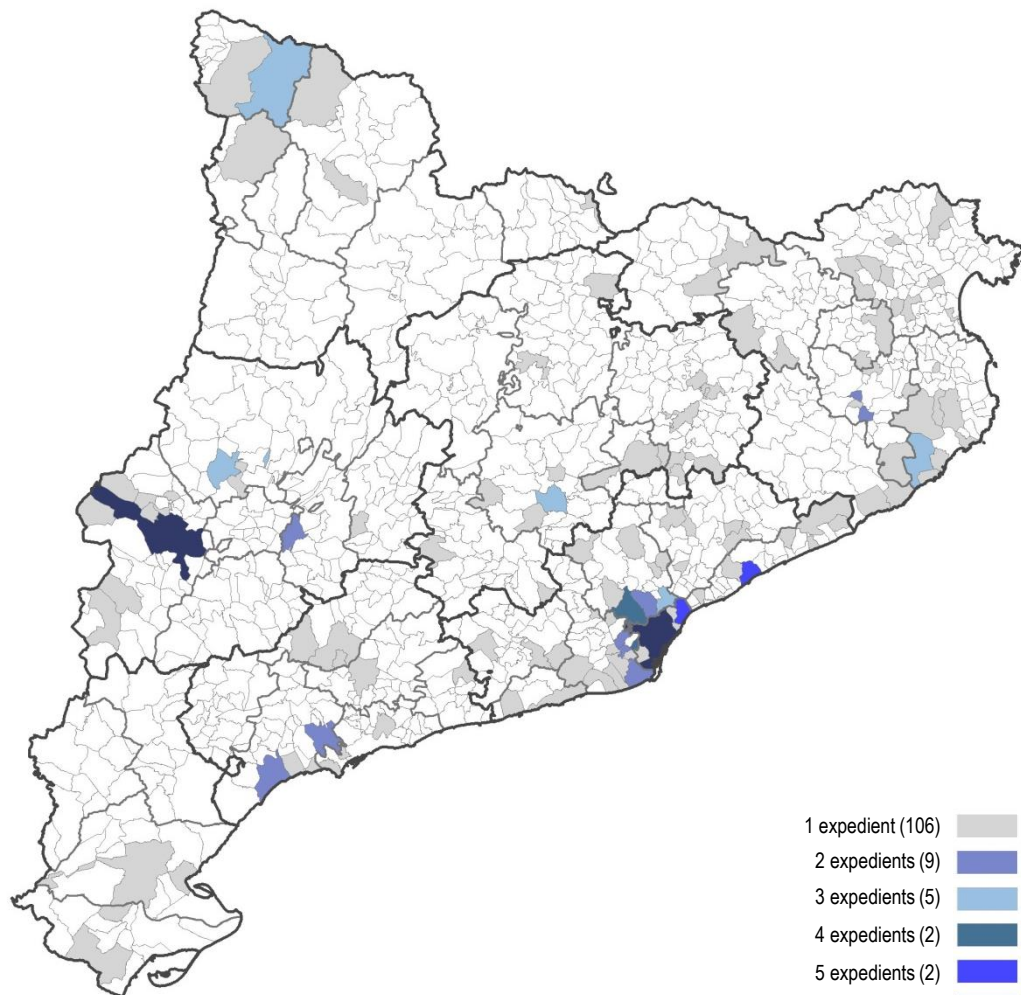 1 expedient (106)
2 expedients (9)
3 expedients (5)
4 expedients (2)
5 expedients (2)